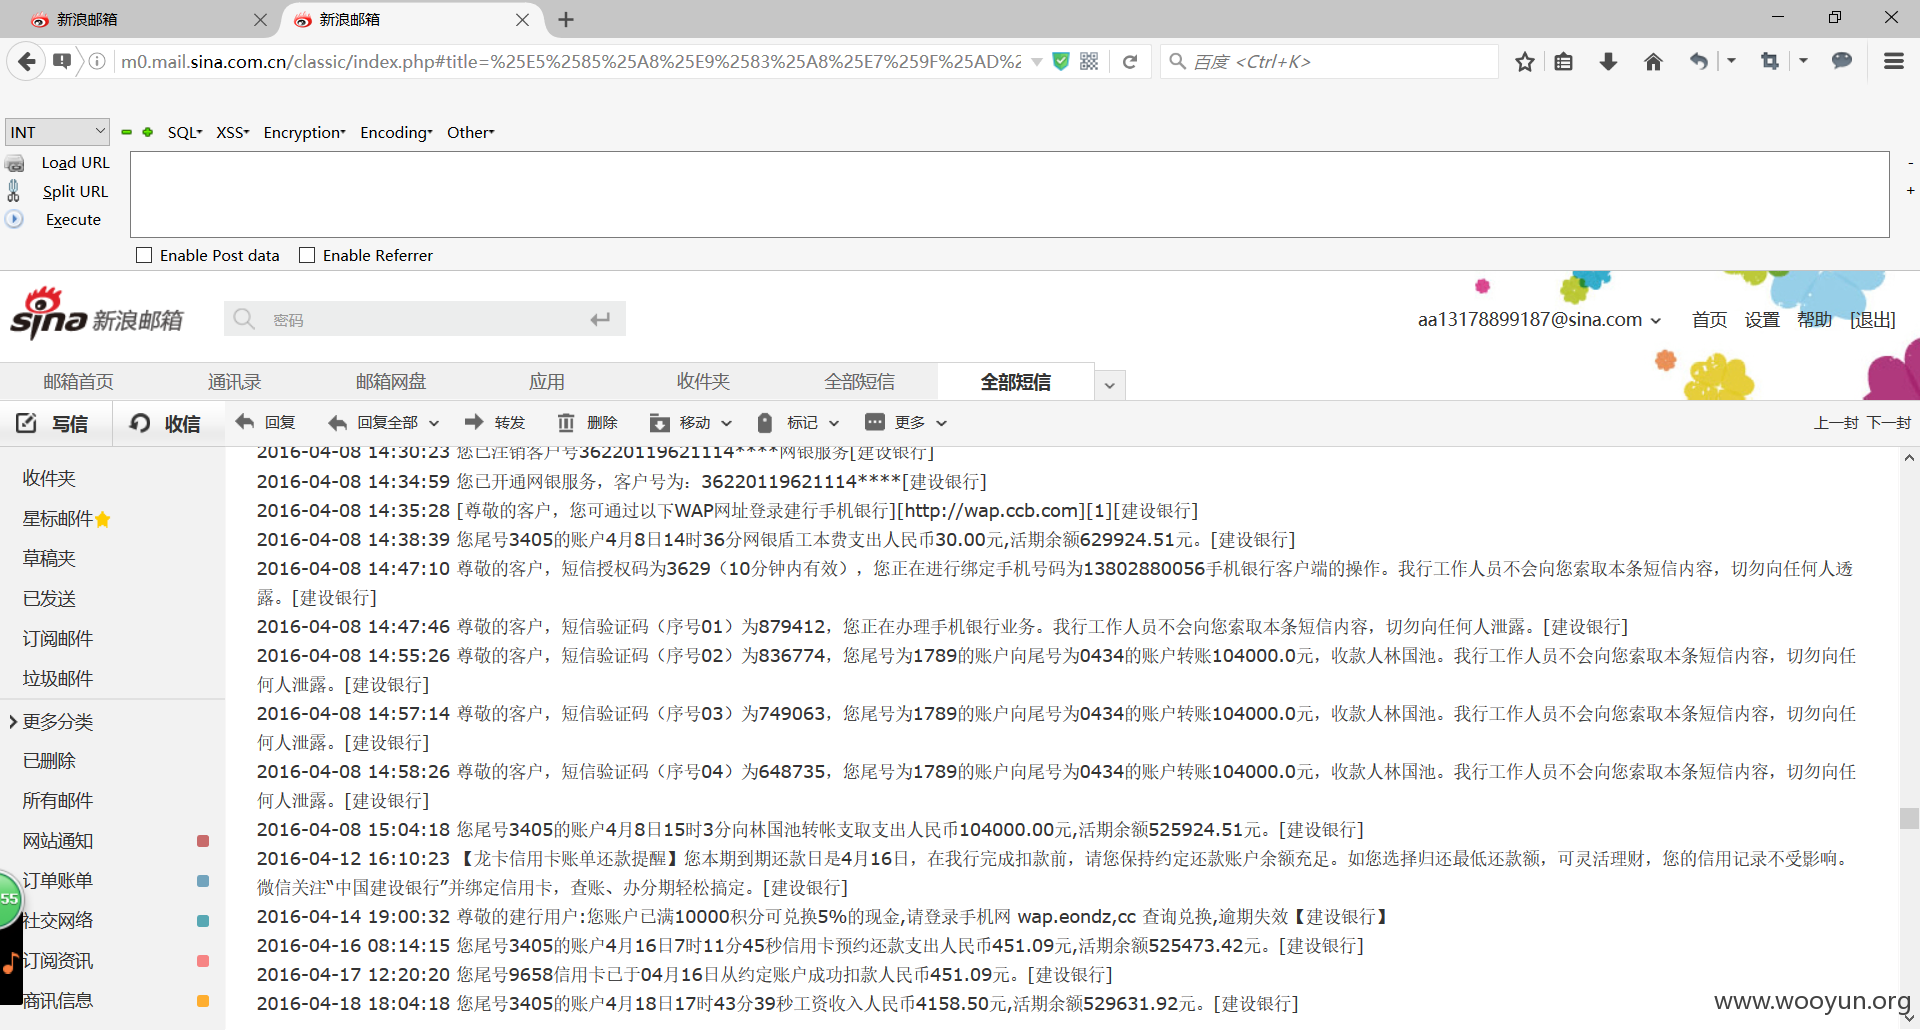 新浪邮箱
新浪邮箱
m0.mail.sina.com.cn/classic/index.php#title=%25E5%2585%25A8%25E9%2583%25A8%25E7%259F%25AD%2
百度 <Ctrl+K>
INT SQL XSS Encryption Encoding Other
Load URL
Split URL
Execute
Enable Post data Enable Referrer
sina 新浪邮箱
密码
aa13178899187@sina.com 首页 设置 帮助 [退出]
邮箱首页 通讯录 邮箱网盘 应用 收件夹 全部短信 全部短信
写信 收信 回复 回复全部 转发 删除 移动 标记 更多 上一封 下一封
收件夹
星标邮件
草稿夹
已发送
订阅邮件
垃圾邮件
更多分类
已删除
所有邮件
网站通知
订单账单
社交网络
订阅资讯
商讯信息
55
2016-04-08 14:30:23 您已注销客户号36220119621114****网银服务[建设银行]
2016-04-08 14:34:59 您已开通网银服务，客户号为：36220119621114****[建设银行]
2016-04-08 14:35:28 [尊敬的客户，您可通过以下WAP网址登录建行手机银行][http://wap.ccb.com][1][建设银行]
2016-04-08 14:38:39 您尾号3405的账户4月8日14时36分网银盾工本费支出人民币30.00元,活期余额629924.51元。[建设银行]
2016-04-08 14:47:10 尊敬的客户，短信授权码为3629（10分钟内有效），您正在进行绑定手机号码为13802880056手机银行客户端的操作。我行工作人员不会向您索取本条短信内容，切勿向任何人透
露。[建设银行]
2016-04-08 14:47:46 尊敬的客户，短信验证码（序号01）为879412，您正在办理手机银行业务。我行工作人员不会向您索取本条短信内容，切勿向任何人泄露。[建设银行]
2016-04-08 14:55:26 尊敬的客户，短信验证码（序号02）为836774，您尾号为1789的账户向尾号为0434的账户转账104000.0元，收款人林国池。我行工作人员不会向您索取本条短信内容，切勿向任
何人泄露。[建设银行]
2016-04-08 14:57:14 尊敬的客户，短信验证码（序号03）为749063，您尾号为1789的账户向尾号为0434的账户转账104000.0元，收款人林国池。我行工作人员不会向您索取本条短信内容，切勿向任
何人泄露。[建设银行]
2016-04-08 14:58:26 尊敬的客户，短信验证码（序号04）为648735，您尾号为1789的账户向尾号为0434的账户转账104000.0元，收款人林国池。我行工作人员不会向您索取本条短信内容，切勿向任
何人泄露。[建设银行]
2016-04-08 15:04:18 您尾号3405的账户4月8日15时3分向林国池转帐支取支出人民币104000.00元,活期余额525924.51元。[建设银行]
2016-04-12 16:10:23 【龙卡信用卡账单还款提醒】您本期到期还款日是4月16日，在我行完成扣款前，请您保持约定还款账户余额充足。如您选择归还最低还款额，可灵活理财，您的信用记录不受影响。
微信关注“中国建设银行”并绑定信用卡，查账、办分期轻松搞定。[建设银行]
2016-04-14 19:00:32 尊敬的建行用户:您账户已满10000积分可兑换5%的现金,请登录手机网 wap.eondz,cc 查询兑换,逾期失效【建设银行】
2016-04-16 08:14:15 您尾号3405的账户4月16日7时11分45秒信用卡预约还款支出人民币451.09元,活期余额525473.42元。[建设银行]
2016-04-17 12:20:20 您尾号9658信用卡已于04月16日从约定账户成功扣款人民币451.09元。[建设银行]
2016-04-18 18:04:18 您尾号3405的账户4月18日17时43分39秒工资收入人民币4158.50元,活期余额529631.92元。[建设银行]
www.wooyun.org